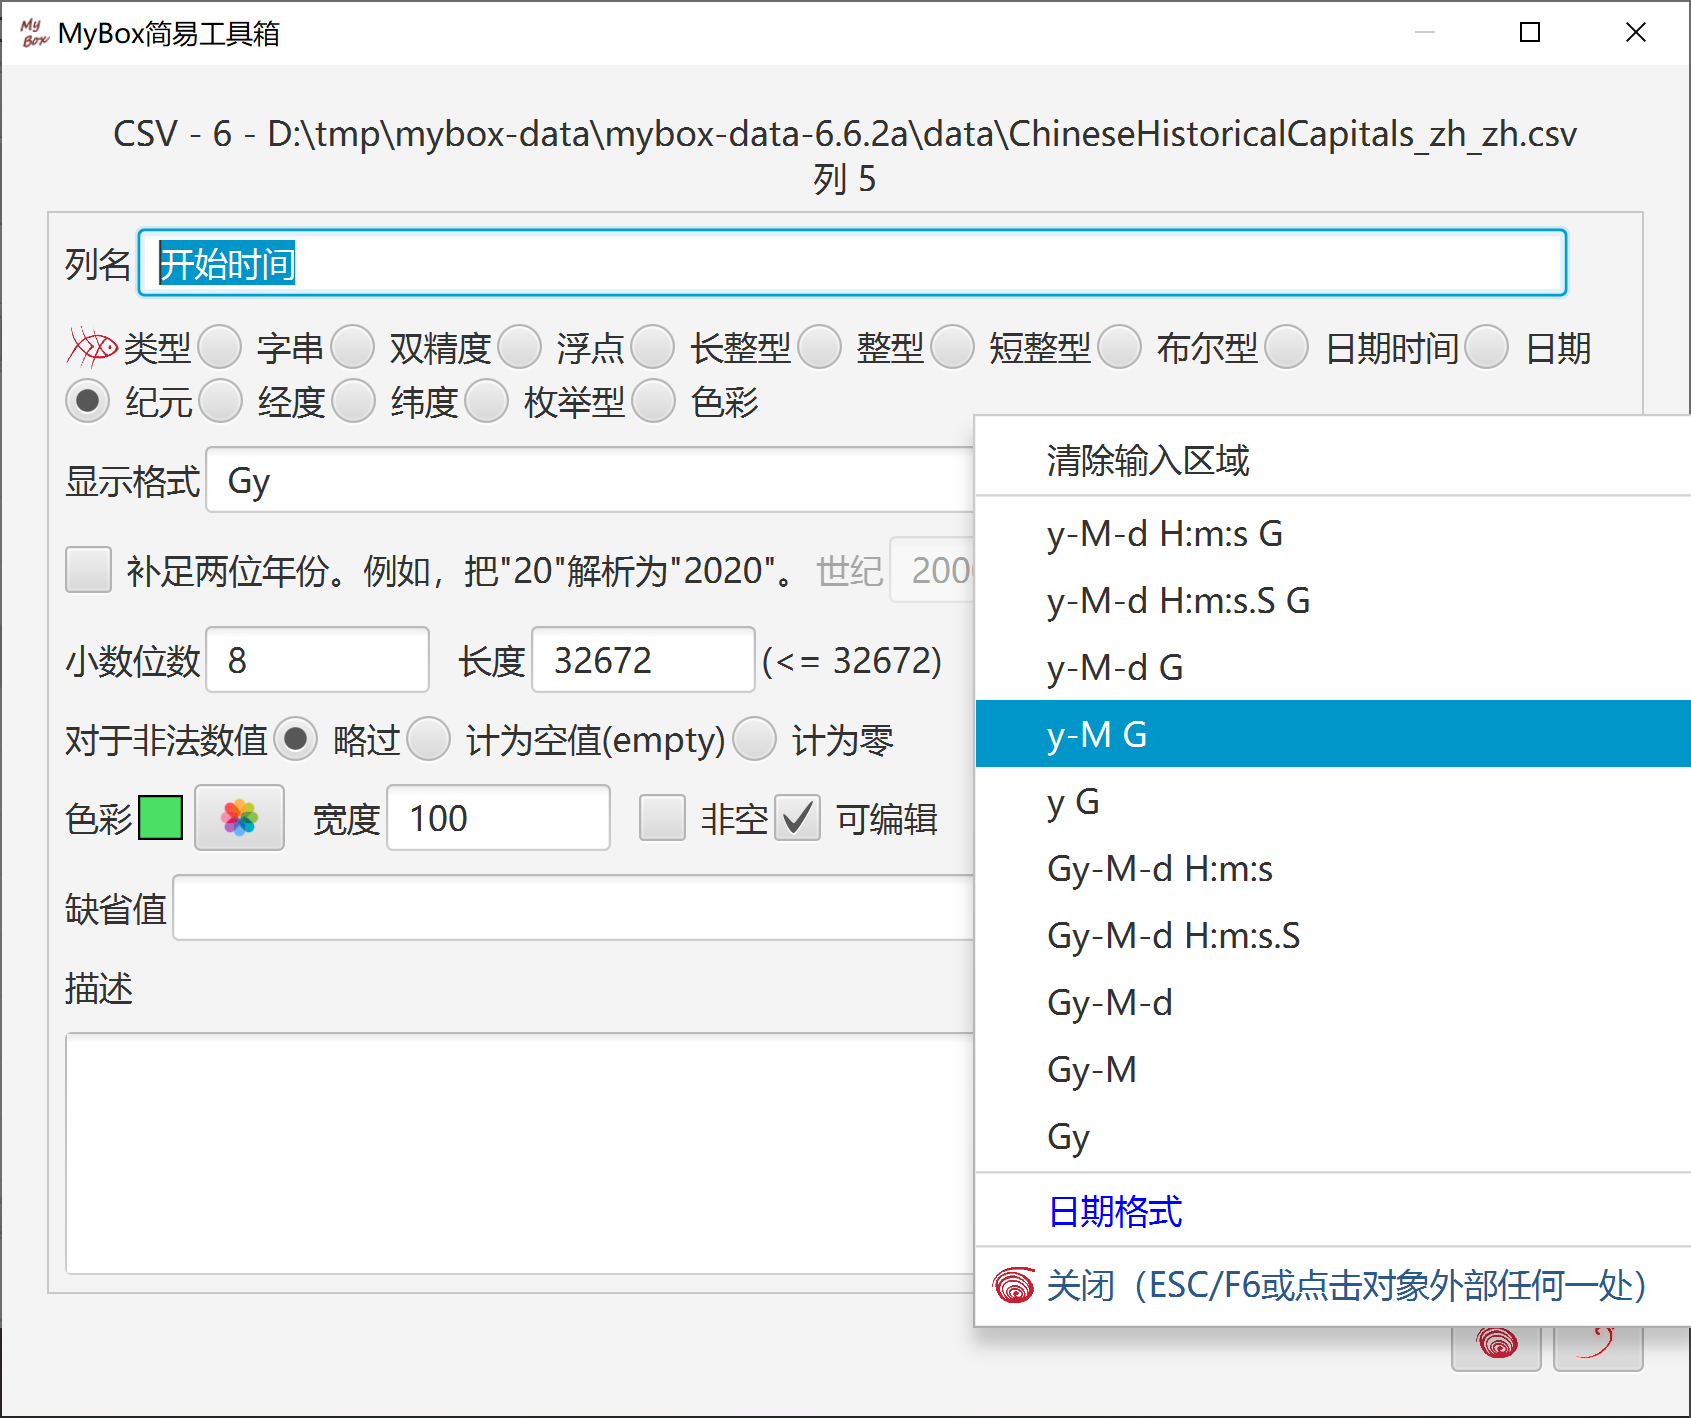 My Box MyBox简易工具箱
CSV - 6 - D:\tmp\mybox-data\mybox-data-6.6.2a\data\ChineseHistoricalCapitals_zh_zh.csv
列 5
列名 开始时间
类型 字串 双精度 浮点 长整型 整型 短整型 布尔型 日期时间 日期
纪元 经度 纬度 枚举型 色彩
显示格式 Gy
补足两位年份。例如，把"20"解析为"2020"。 世纪 200
小数位数 8 长度 32672 (<= 32672)
对于非法数值 略过 计为空值(empty) 计为零
色彩 宽度 100 非空 可编辑
缺省值
描述
清除输入区域
y-M-d H:m:s G
y-M-d H:m:s.S G
y-M-d G
y-M G
y G
Gy-M-d H:m:s
Gy-M-d H:m:s.S
Gy-M-d
Gy-M
Gy
日期格式
关闭（ESC/F6或点击对象外部任何一处）